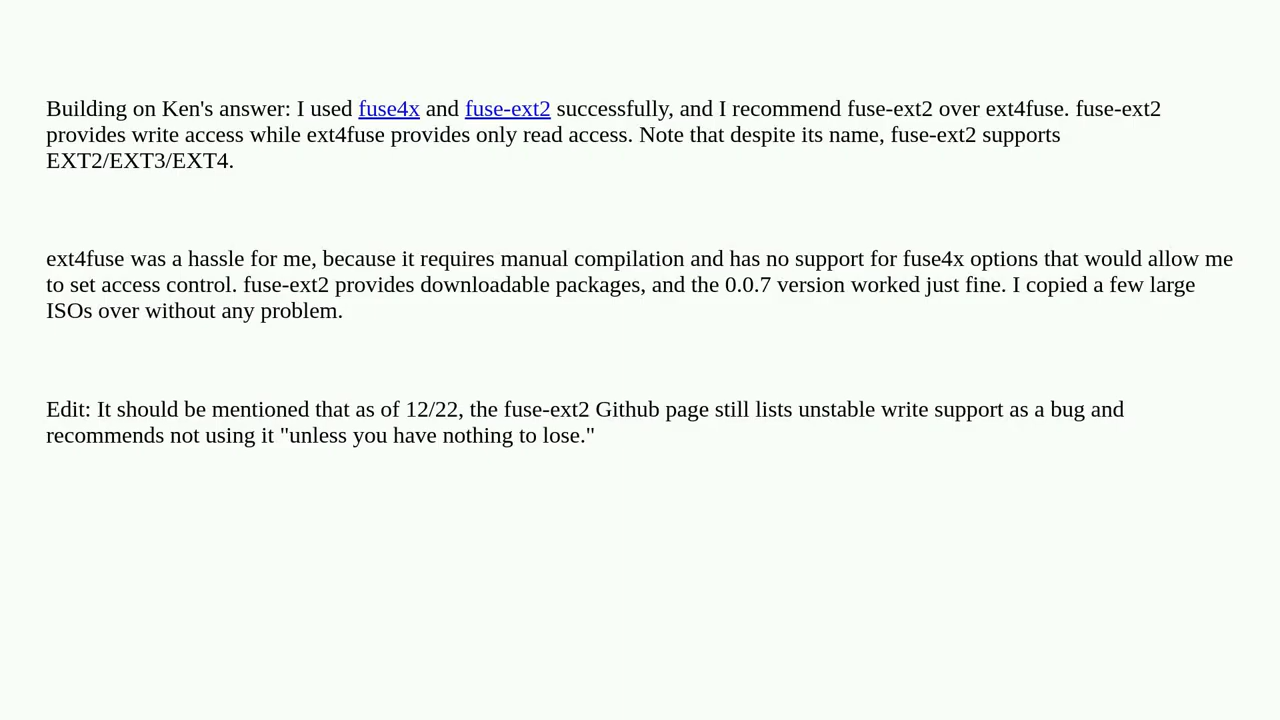 Building on Ken's answer: I used fuse4x and fuse-ext2 successfully, and I recommend fuse-ext2 over ext4fuse. fuse-ext2
provides write access while ext4fuse provides only read access. Note that despite its name, fuse-ext2 supports
EXT2/EXT3/EXT4.
ext4fuse was a hassle for me, because it requires manual compilation and has no support for fuse4x options that would allow me
to set access control. fuse-ext2 provides downloadable packages, and the 0.0.7 version worked just fine. I copied a few large
ISOs over without any problem.
Edit: It should be mentioned that as of 12/22, the fuse-ext2 Github page still lists unstable write support as a bug and
recommends not using it "unless you have nothing to lose."